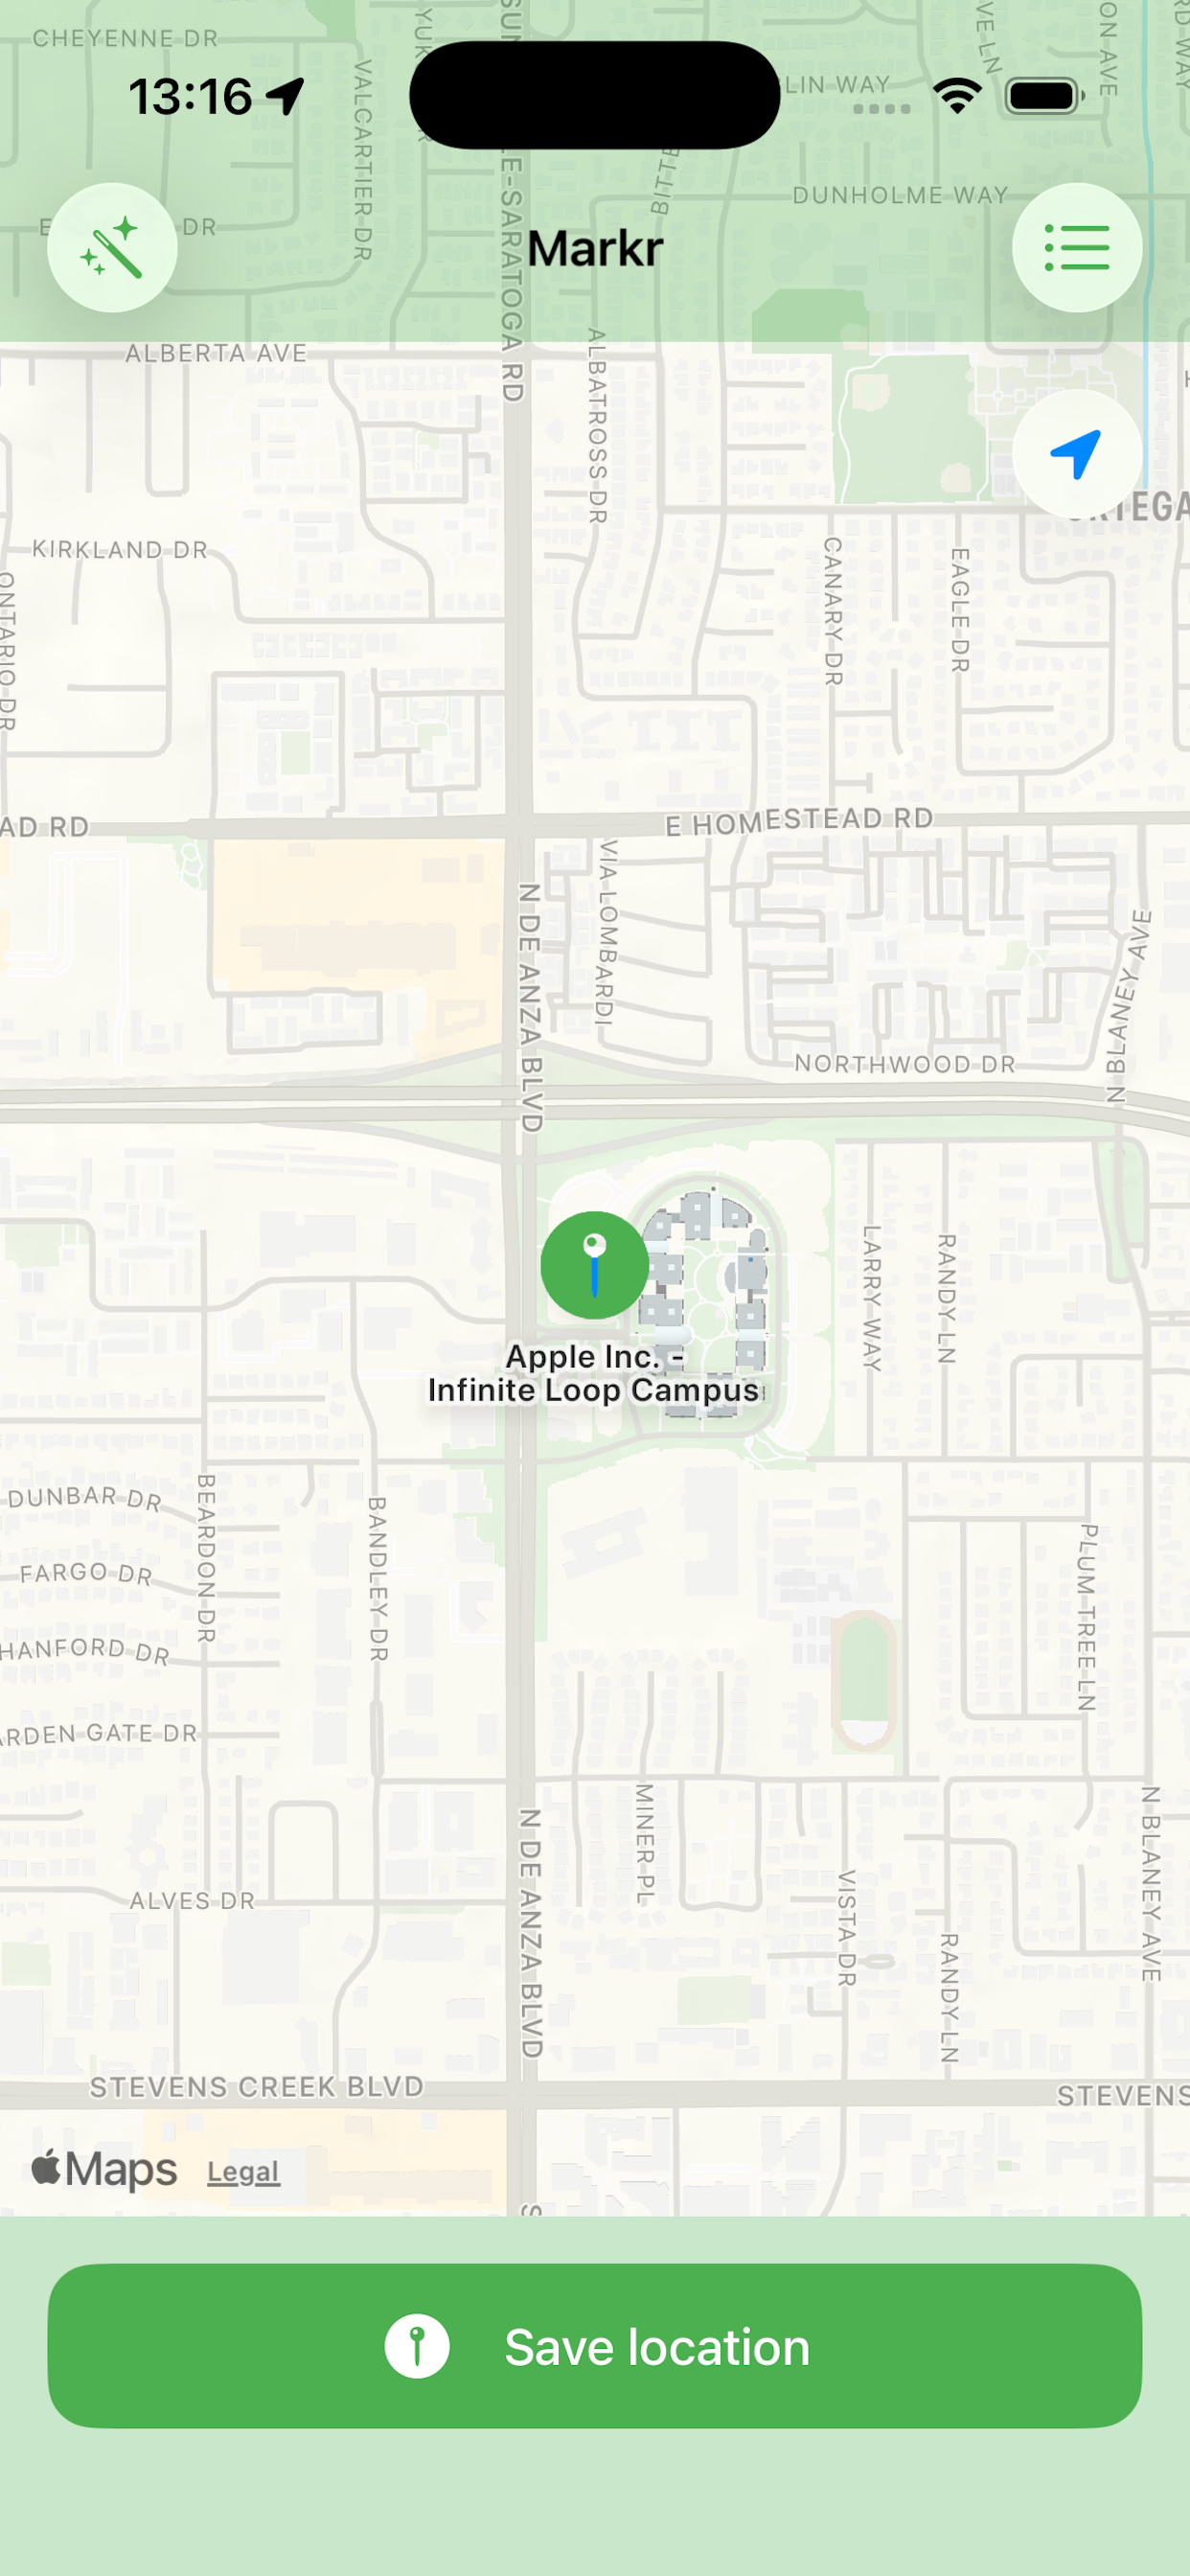 CHEYENNE DR
13:16
VALCARTIER DR
DUNHOLME WAY
Markr
ALBERTA AVE
ALBATROSS DR
KIRKLAND DR
CANARY DR
EAGLE DR
E HOMESTEAD RD
VIA LOMBARDI
N DE ANZA BLVD
N BLANEY AVE
NORTHWOOD DR
LARRY WAY
RANDY LN
Apple Inc. -
Infinite Loop Campus
DUNBAR DR
BEARDON DR
BANDLEY DR
FARGO DR
PLUM TREE LN
HANFORD DR
ARDEN GATE DR
MINER PL
N DE ANZA BLVD
N BLANEY AVE
VISTA DR
ALVES DR
RANDY LN
STEVENS CREEK BLVD
STEVENS
Maps
Legal
Save location